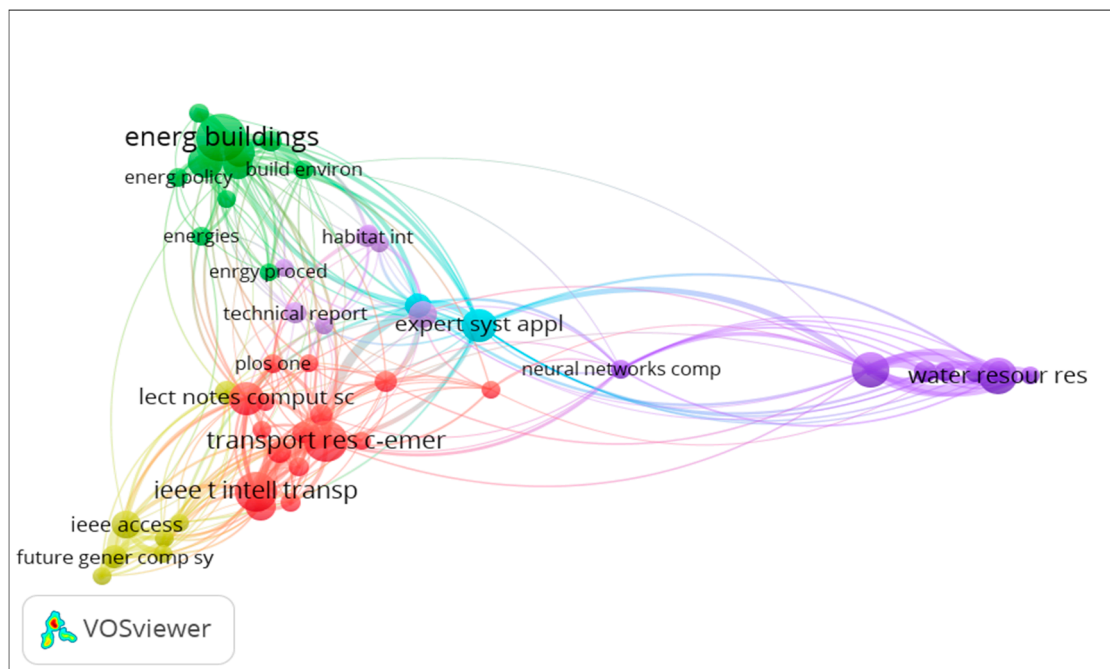 energ buildings
energ policy
build environ
energies
habitat int
enrgy proced
technical report
expert syst appl
plos one
neural networks comp
water resour res
lect notes comput sc
transport res c-emer
ieee t intell transp
ieee access
future gener comp sy
VOSviewer